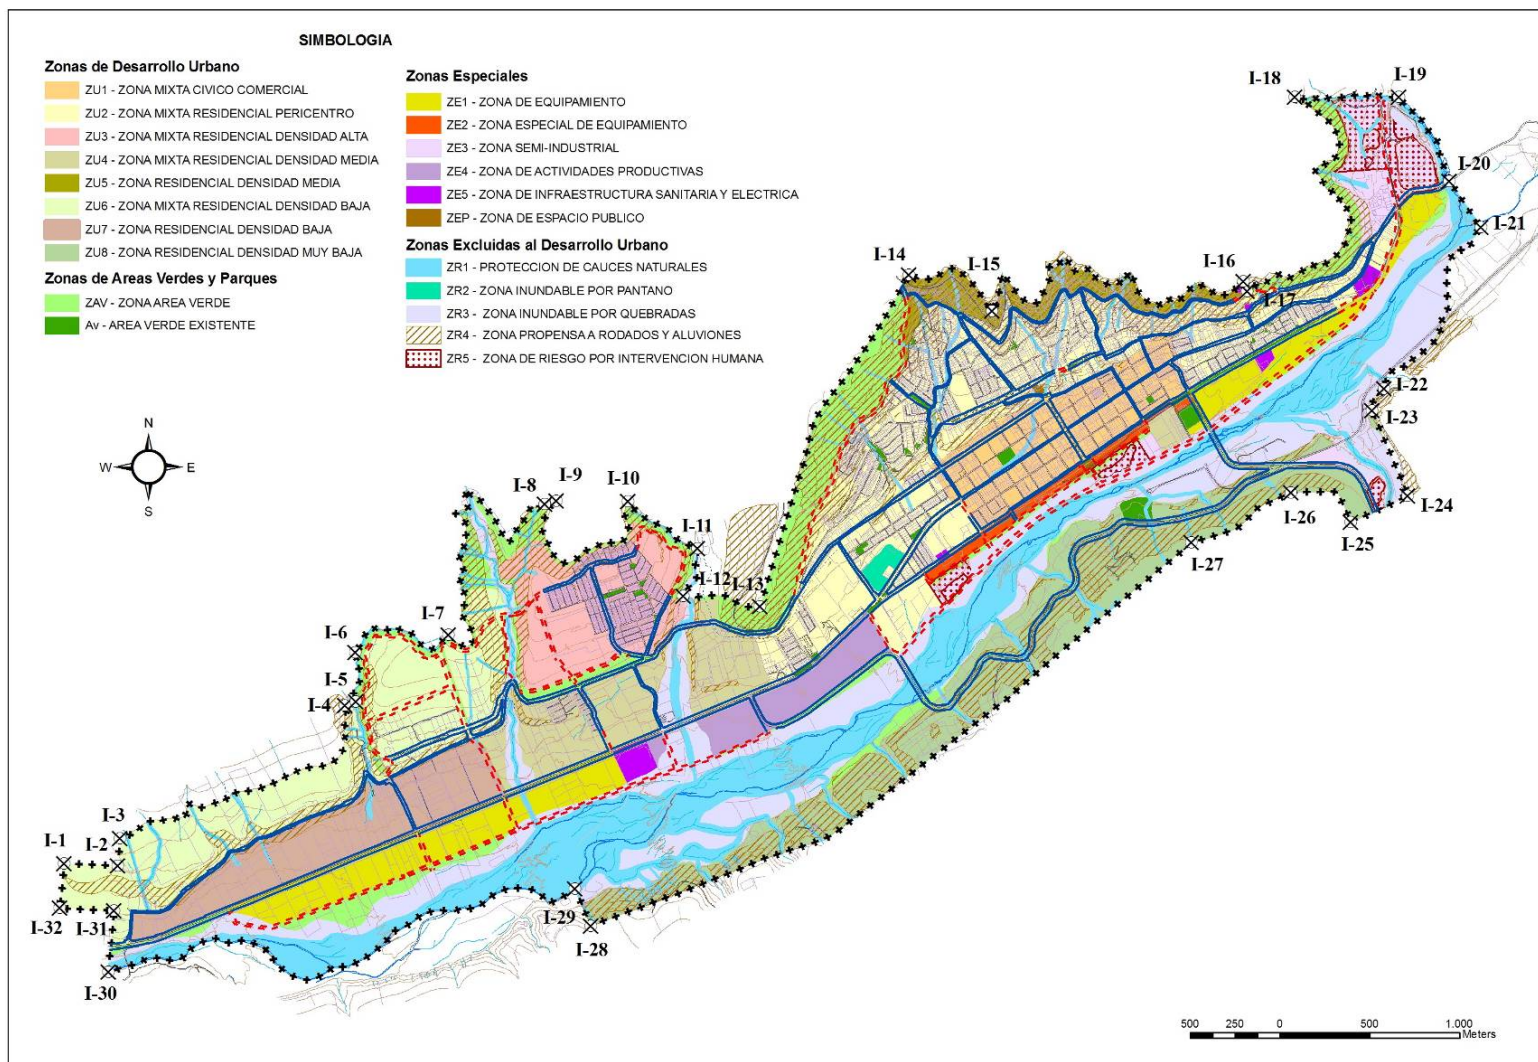 SIMBOLOGIA
Zonas de Desarrollo Urbano
ZU1 - ZONA MIXTA CIVICO COMERCIAL
ZU2 - ZONA MIXTA RESIDENCIAL PERICENTRO
ZU3 - ZONA MIXTA RESIDENCIAL DENSIDAD ALTA
ZU4 - ZONA MIXTA RESIDENCIAL DENSIDAD MEDIA
ZU5 - ZONA RESIDENCIAL DENSIDAD MEDIA
ZU6 - ZONA MIXTA RESIDENCIAL DENSIDAD BAJA
ZU7 - ZONA RESIDENCIAL DENSIDAD BAJA
ZU8 - ZONA RESIDENCIAL DENSIDAD MUY BAJA
Zonas de Areas Verdes y Parques
ZAV - ZONA AREA VERDE
Av - AREA VERDE EXISTENTE
Zonas Especiales
ZE1 - ZONA DE EQUIPAMIENTO
ZE2 - ZONA ESPECIAL DE EQUIPAMIENTO
ZE3 - ZONA SEMI-INDUSTRIAL
ZE4 - ZONA DE ACTIVIDADES PRODUCTIVAS
ZE5 - ZONA DE INFRAESTRUCTURA SANITARIA Y ELECTRICA
ZEP - ZONA DE ESPACIO PUBLICO
Zonas Excluidas al Desarrollo Urbano
ZR1 - PROTECCION DE CAUCES NATURALES
ZR2 - ZONA INUNDABLE POR PANTANO
ZR3 - ZONA INUNDABLE POR QUEBRADAS
ZR4 - ZONA PROPENSA A RODADOS Y ALUVIONES
ZR5 - ZONA DE RIESGO POR INTERVENCION HUMANA
I-18
I-19
I-20
I-21
I-14
I-15
I-16
I-17
I-22
I-23
N
W
E
S
I-8
I-9
I-10
I-24
I-26
I-25
I-11
I-27
I-12
I-13
I-7
I-6
I-5
I-4
I-3
I-1
I-2
I-32
I-31
I-29
I-28
I-30
500 250 0 500 1.000
Meters